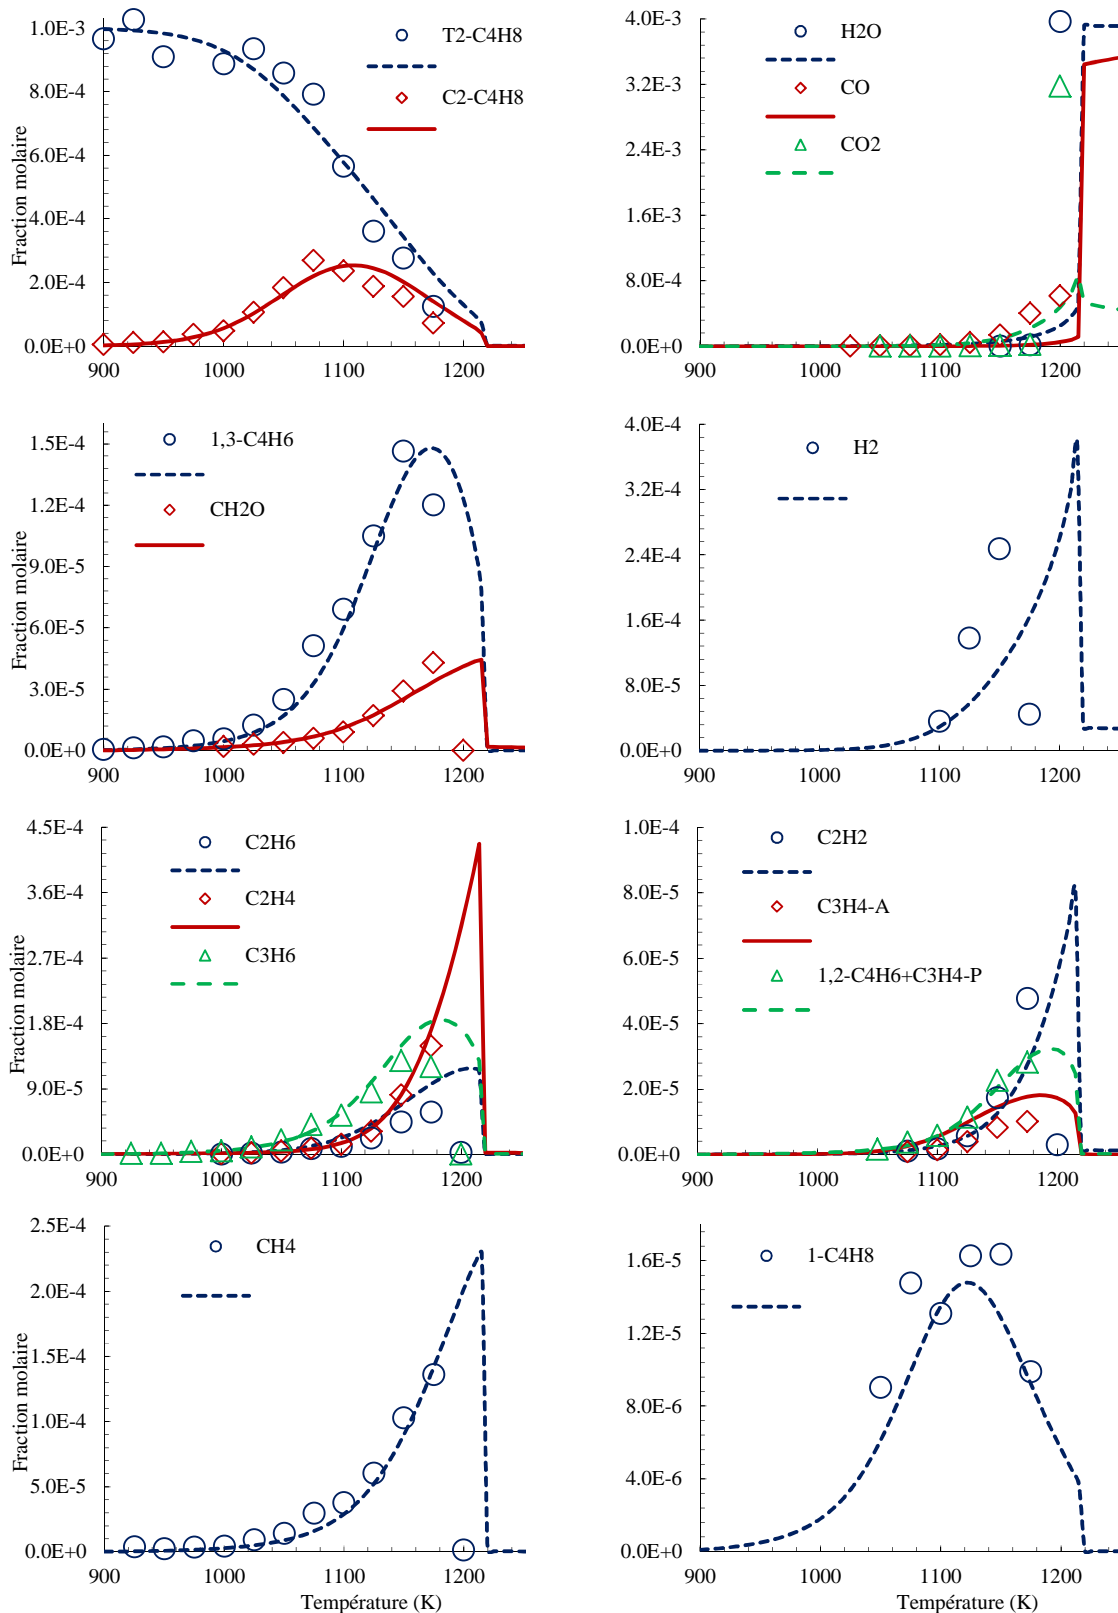 1.0E-3
8.0E-4
6.0E-4
4.0E-4
2.0E-4
0.0E+0
900
1000
1100
1200
Fraction molaire
T2-C4H8
C2-C4H8
4.0E-3
3.2E-3
2.4E-3
1.6E-3
8.0E-4
0.0E+0
900
1000
1100
1200
H2O
CO
CO2
1.5E-4
1.2E-4
9.0E-5
6.0E-5
3.0E-5
0.0E+0
900
1000
1100
1200
Fraction molaire
1,3-C4H6
CH2O
4.0E-4
3.2E-4
2.4E-4
1.6E-4
8.0E-5
0.0E+0
900
1000
1100
1200
H2
4.5E-4
3.6E-4
2.7E-4
1.8E-4
9.0E-5
0.0E+0
900
1000
1100
1200
Fraction molaire
C2H6
C2H4
C3H6
1.0E-4
8.0E-5
6.0E-5
4.0E-5
2.0E-5
0.0E+0
900
1000
1100
1200
C2H2
C3H4-A
1,2-C4H6+C3H4-P
2.5E-4
2.0E-4
1.5E-4
1.0E-4
5.0E-5
0.0E+0
900
1000
1100
1200
Fraction molaire
Température (K)
CH4
1.6E-5
1.2E-5
8.0E-6
4.0E-6
0.0E+0
900
1000
1100
1200
Température (K)
1-C4H8